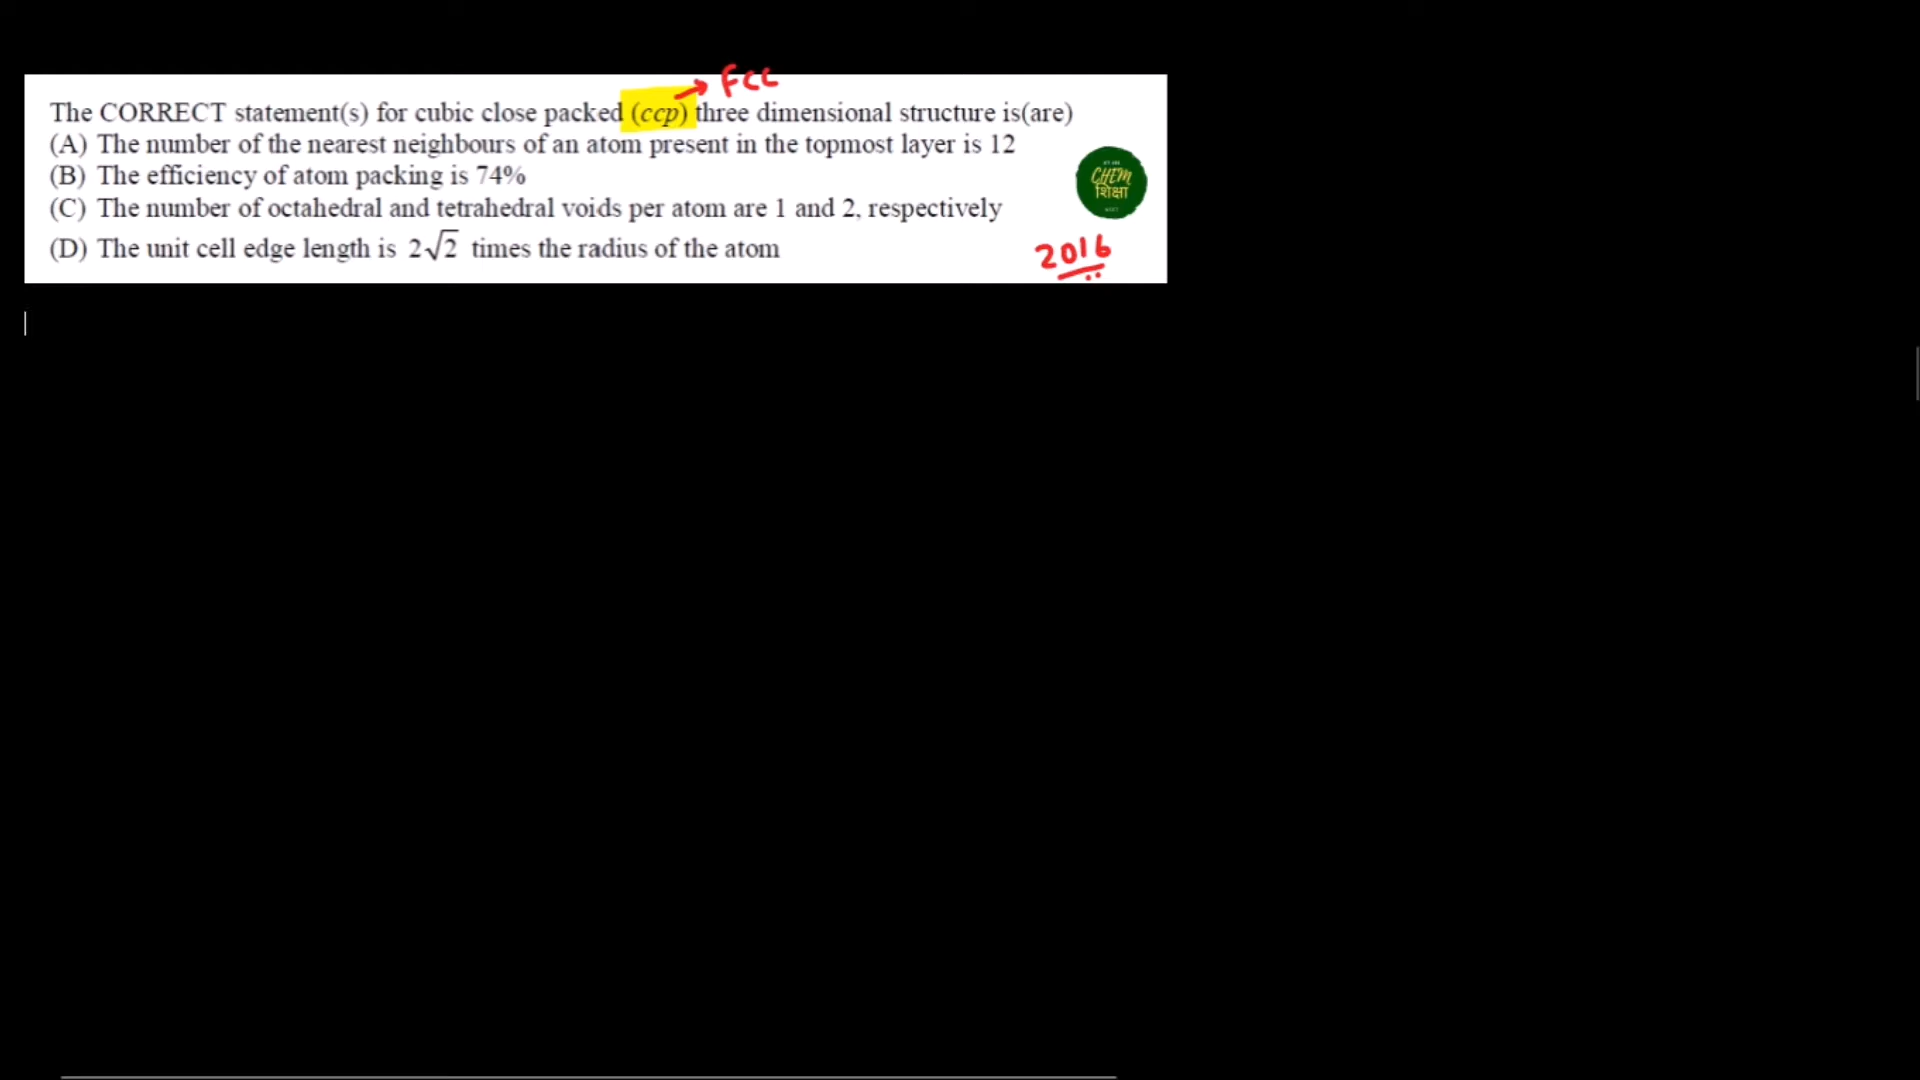 → FCC
The CORRECT statement(s) for cubic close packed (ccp) three dimensional structure is(are)
(A) The number of the nearest neighbours of an atom present in the topmost layer is 12
(B) The efficiency of atom packing is 74%
CHEM
शिक्षा
(C) The number of octahedral and tetrahedral voids per atom are 1 and 2, respectively
(D) The unit cell edge length is 2√2 times the radius of the atom
2016